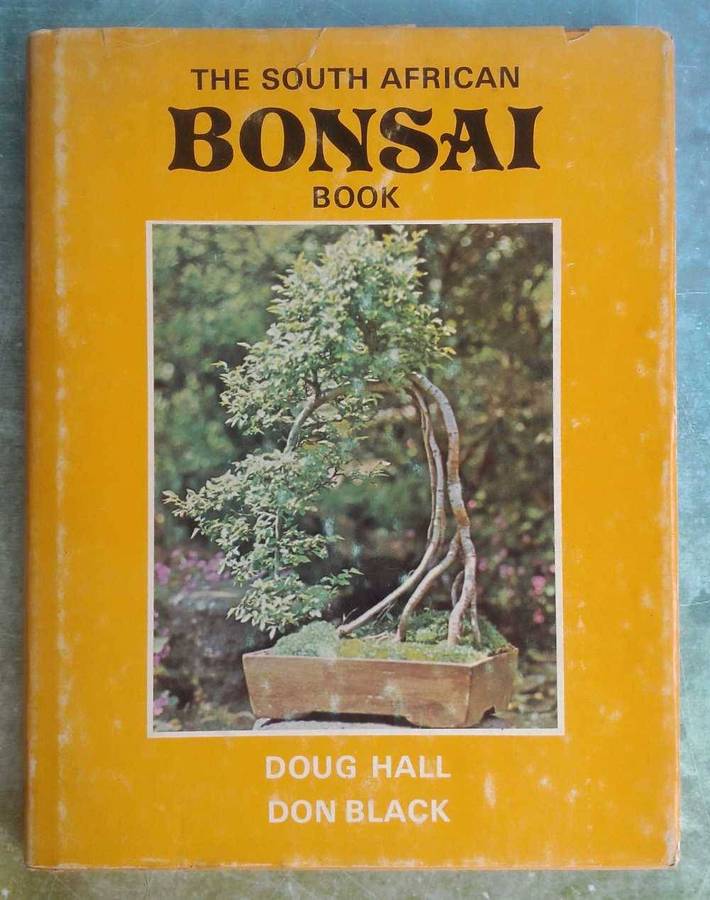 THE SOUTH AFRICAN
BONSAI
BOOK
DOUG HALL
DON BLACK